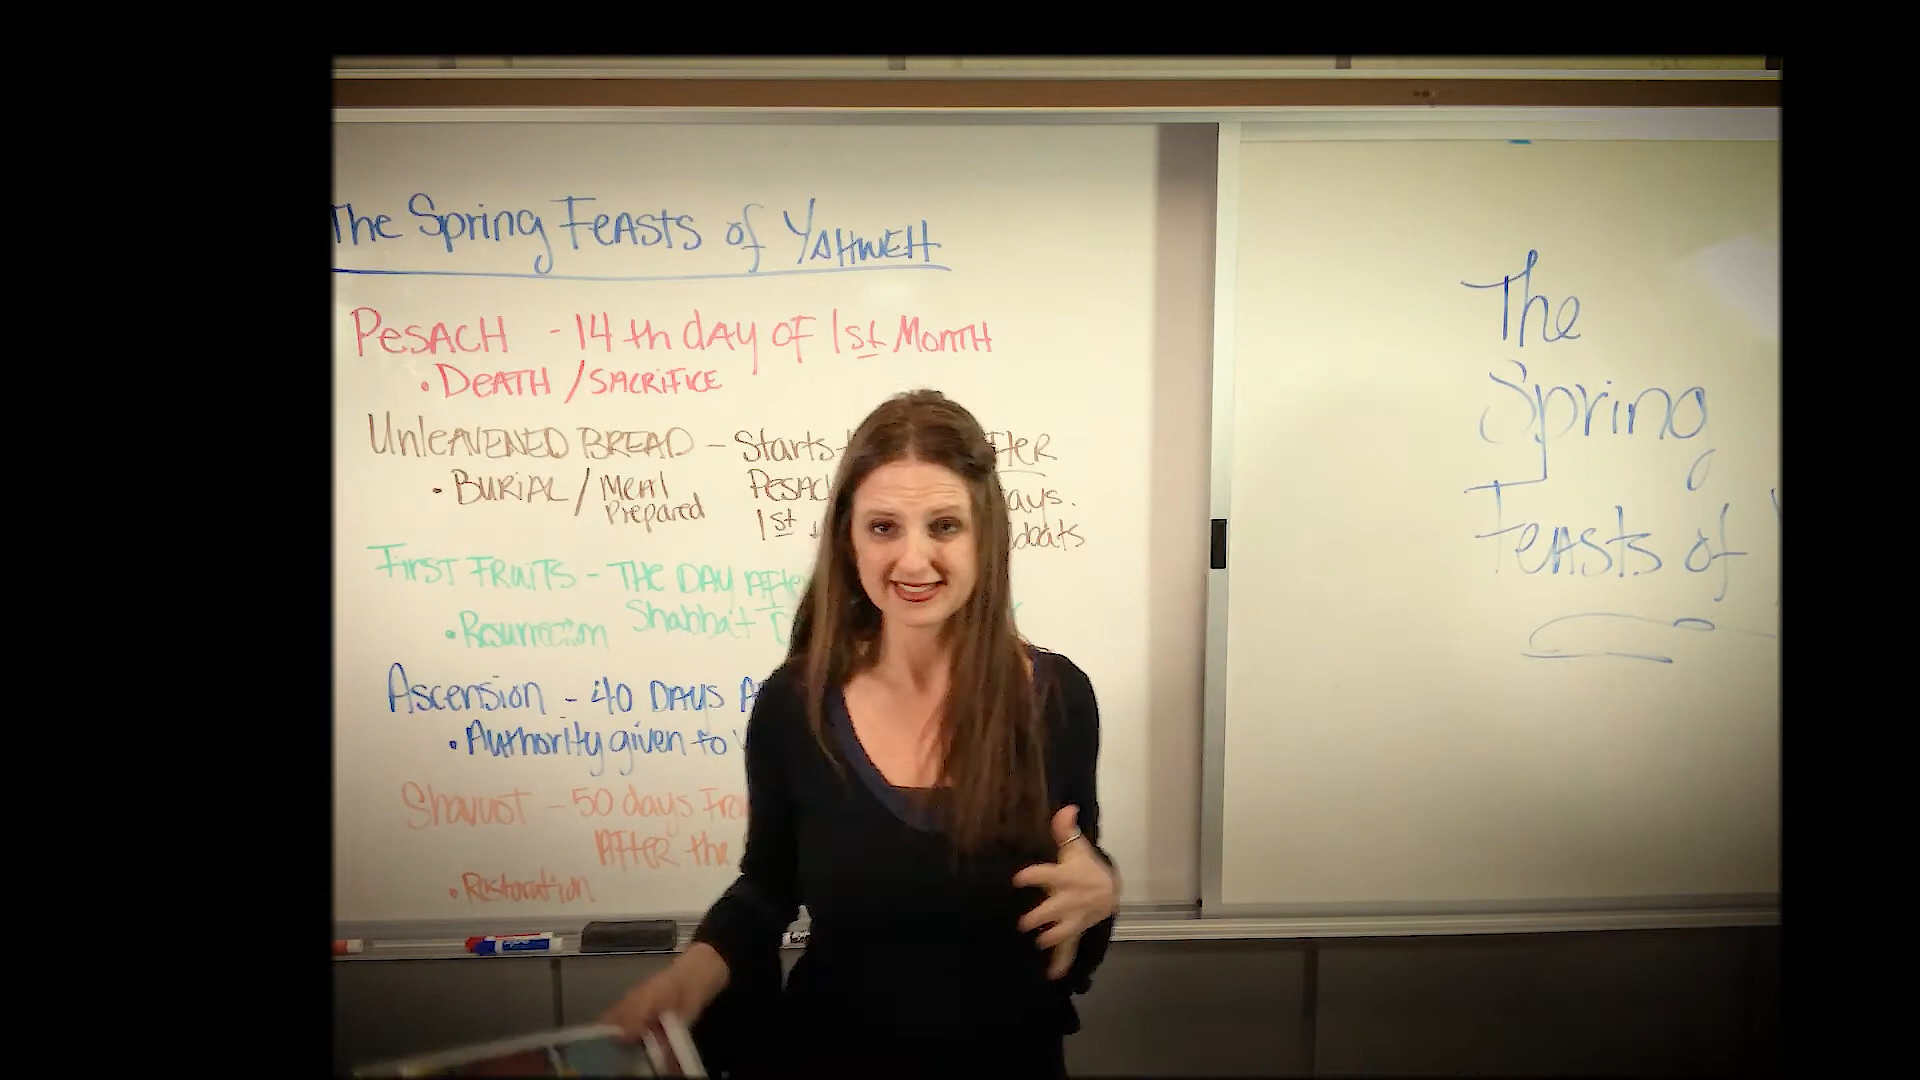 The Spring FeASTS of YAHWEH
PesACH - 14th dAY OF 1st MONTH
• DeATH / SACRIFICE
UnleAVENED BREAD - Starts
• BURIAL / MeAl Prepared
1st
FIRST FRUITS - THE DAY AFTER
Shabbat
• Resurrection
Ascension - 40 DAYS
• Authority given to
Shavuot - 50 days
AFTER the
• Restoration
The
Spring
FeASTS of